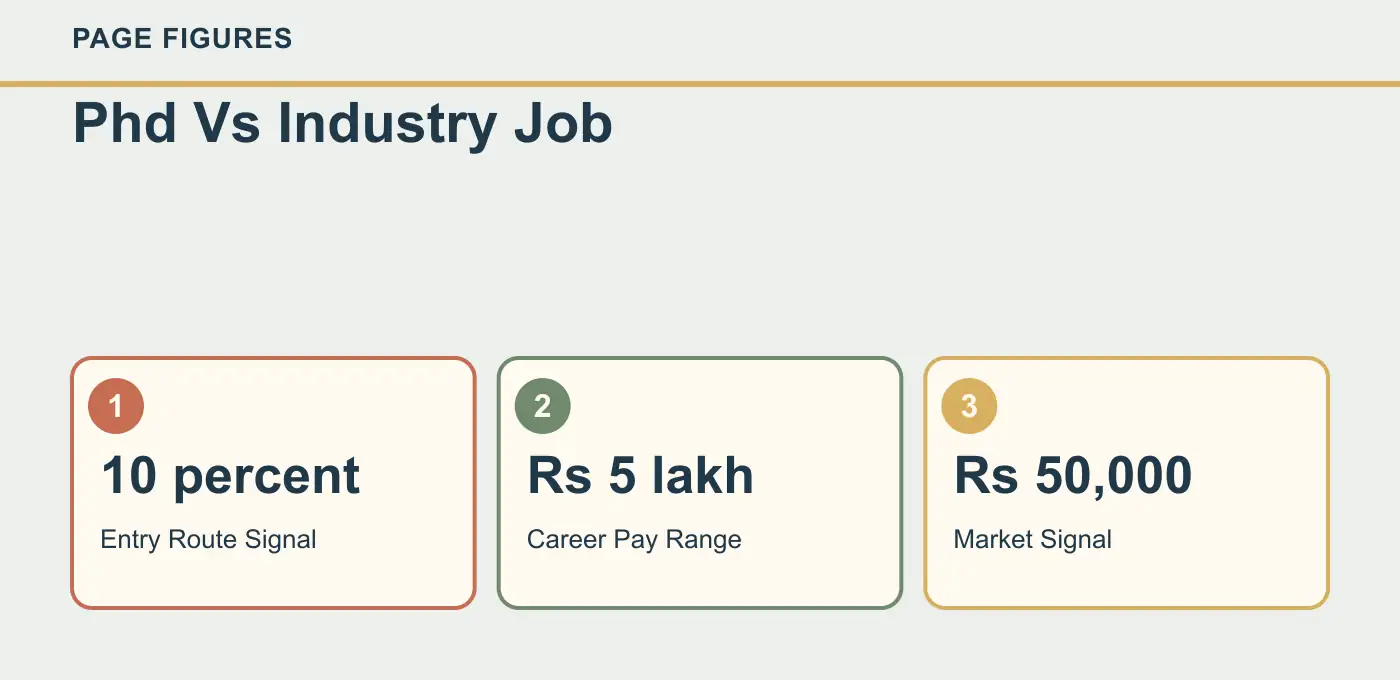 PAGE FIGURES
Phd Vs Industry Job
1
10 percent
Entry Route Signal
2
Rs 5 lakh
Career Pay Range
3
Rs 50,000
Market Signal